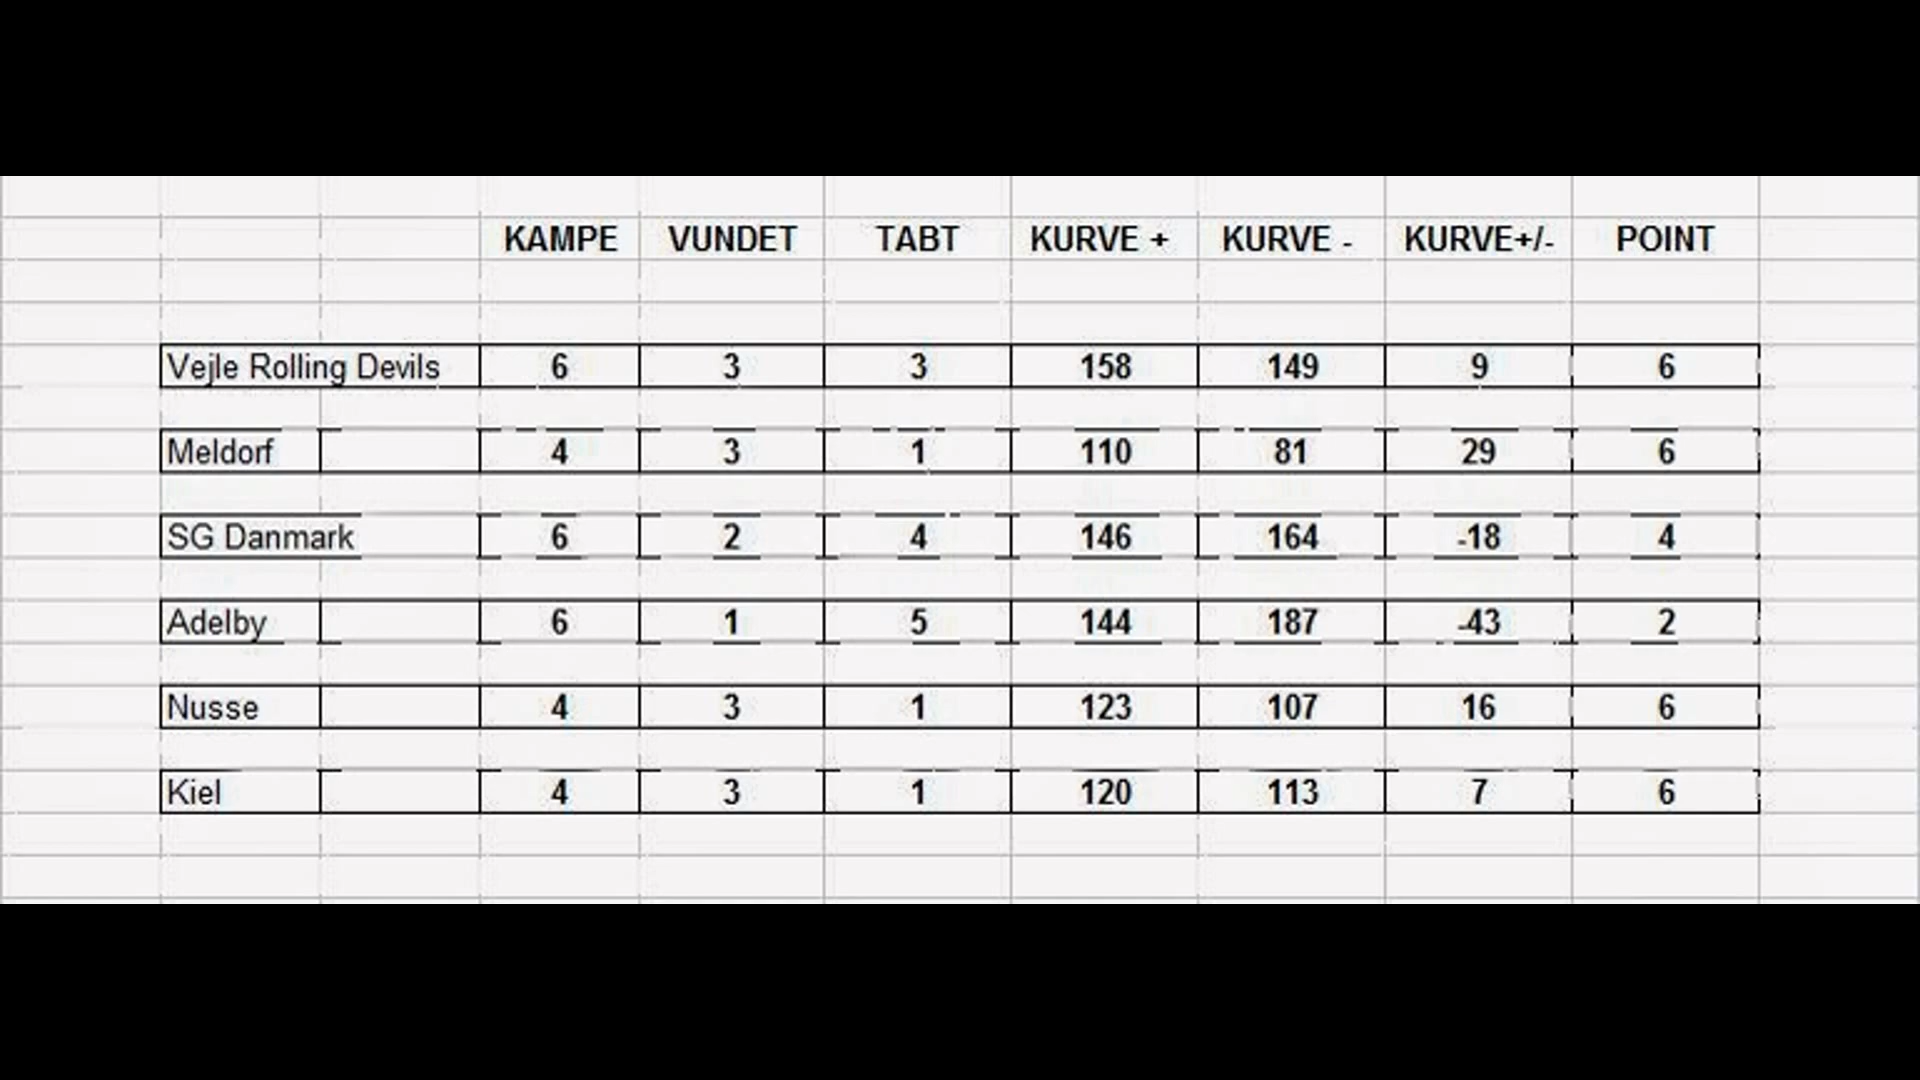 KAMPE VUNDET TABT KURVE + KURVE - KURVE+/- POINT
Vejle Rolling Devils 6 3 3 158 149 9 6
Meldorf 4 3 1 110 81 29 6
SG Danmark 6 2 4 146 164 -18 4
Adelby 6 1 5 144 187 -43 2
Nusse 4 3 1 123 107 16 6
Kiel 4 3 1 120 113 7 6